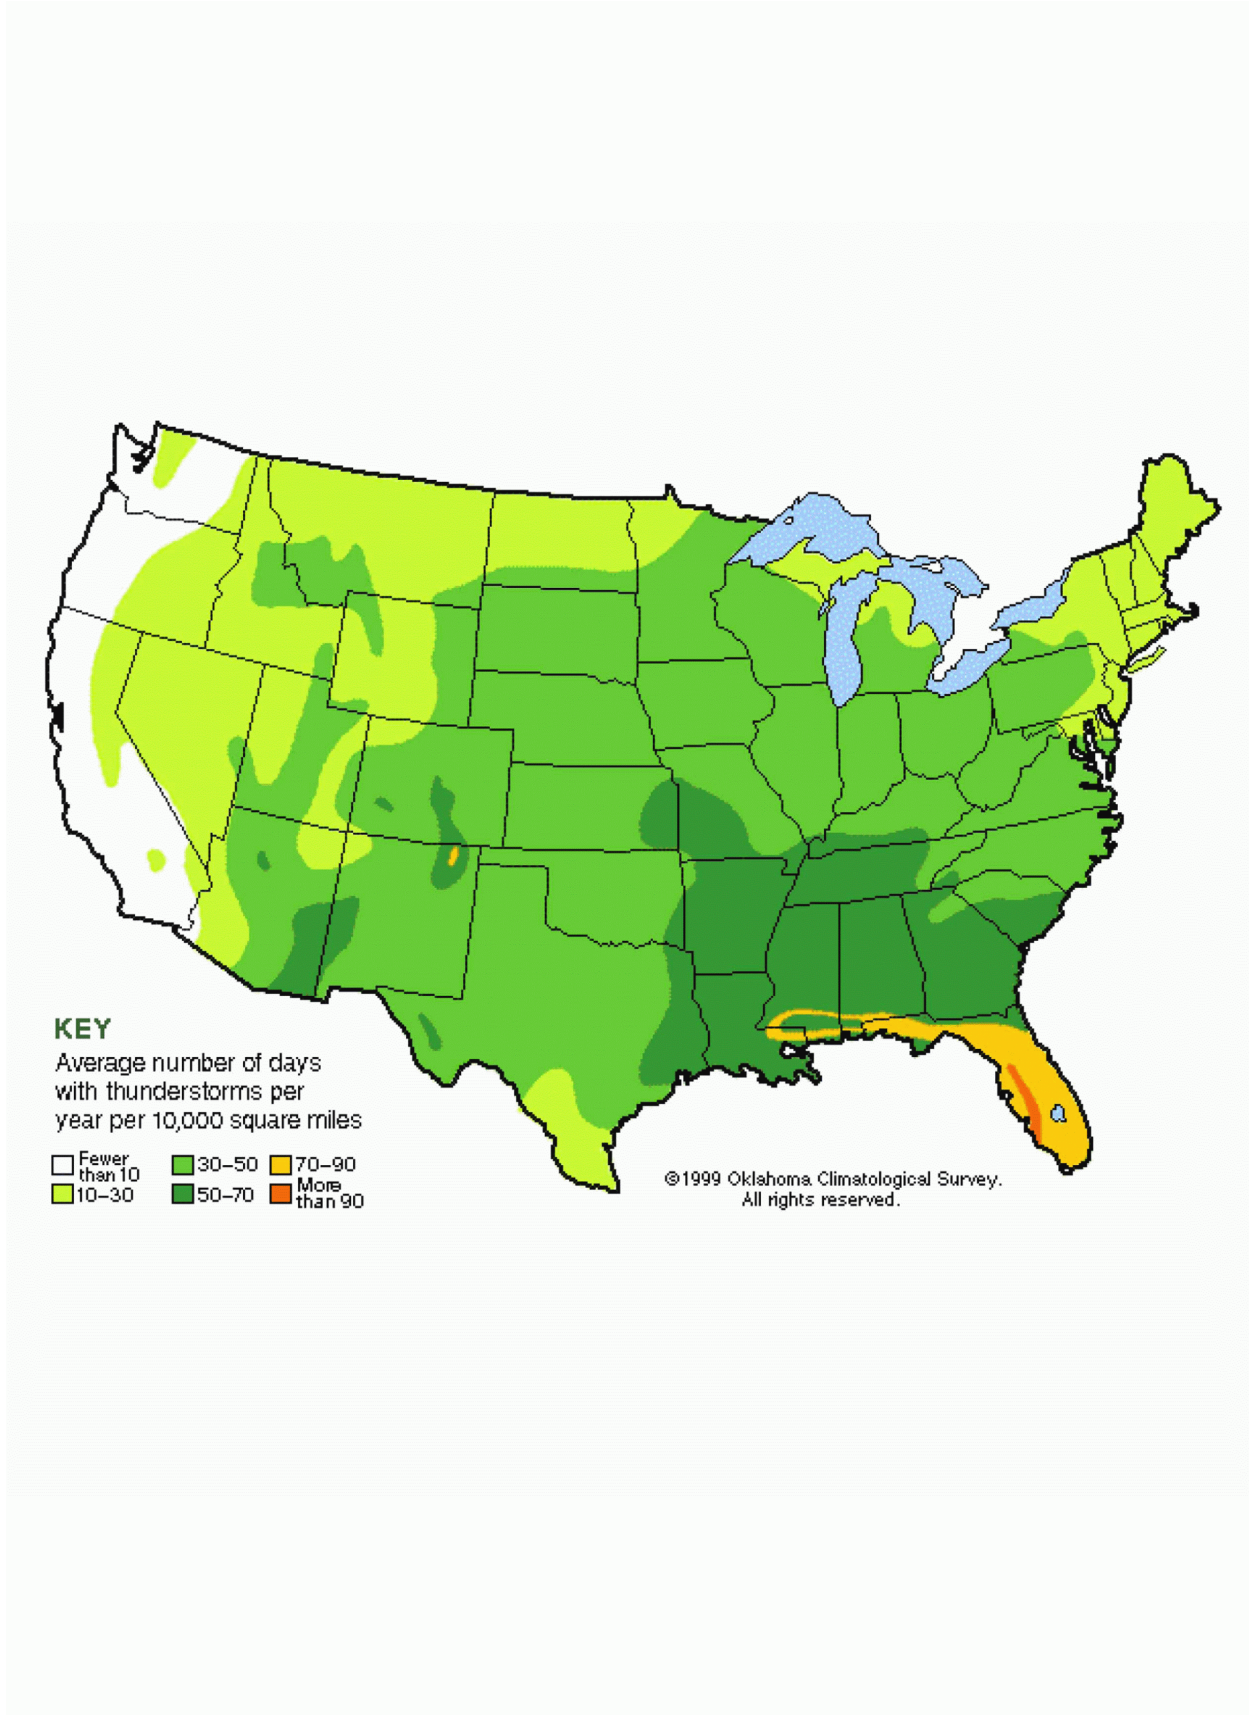 KEY
Average number of days
with thunderstorms per
year per 10,000 square miles
Fewer
than 10
10–30
30–50
50–70
70–90
More
than 90
©1999 Oklahoma Climatological Survey.
All rights reserved.